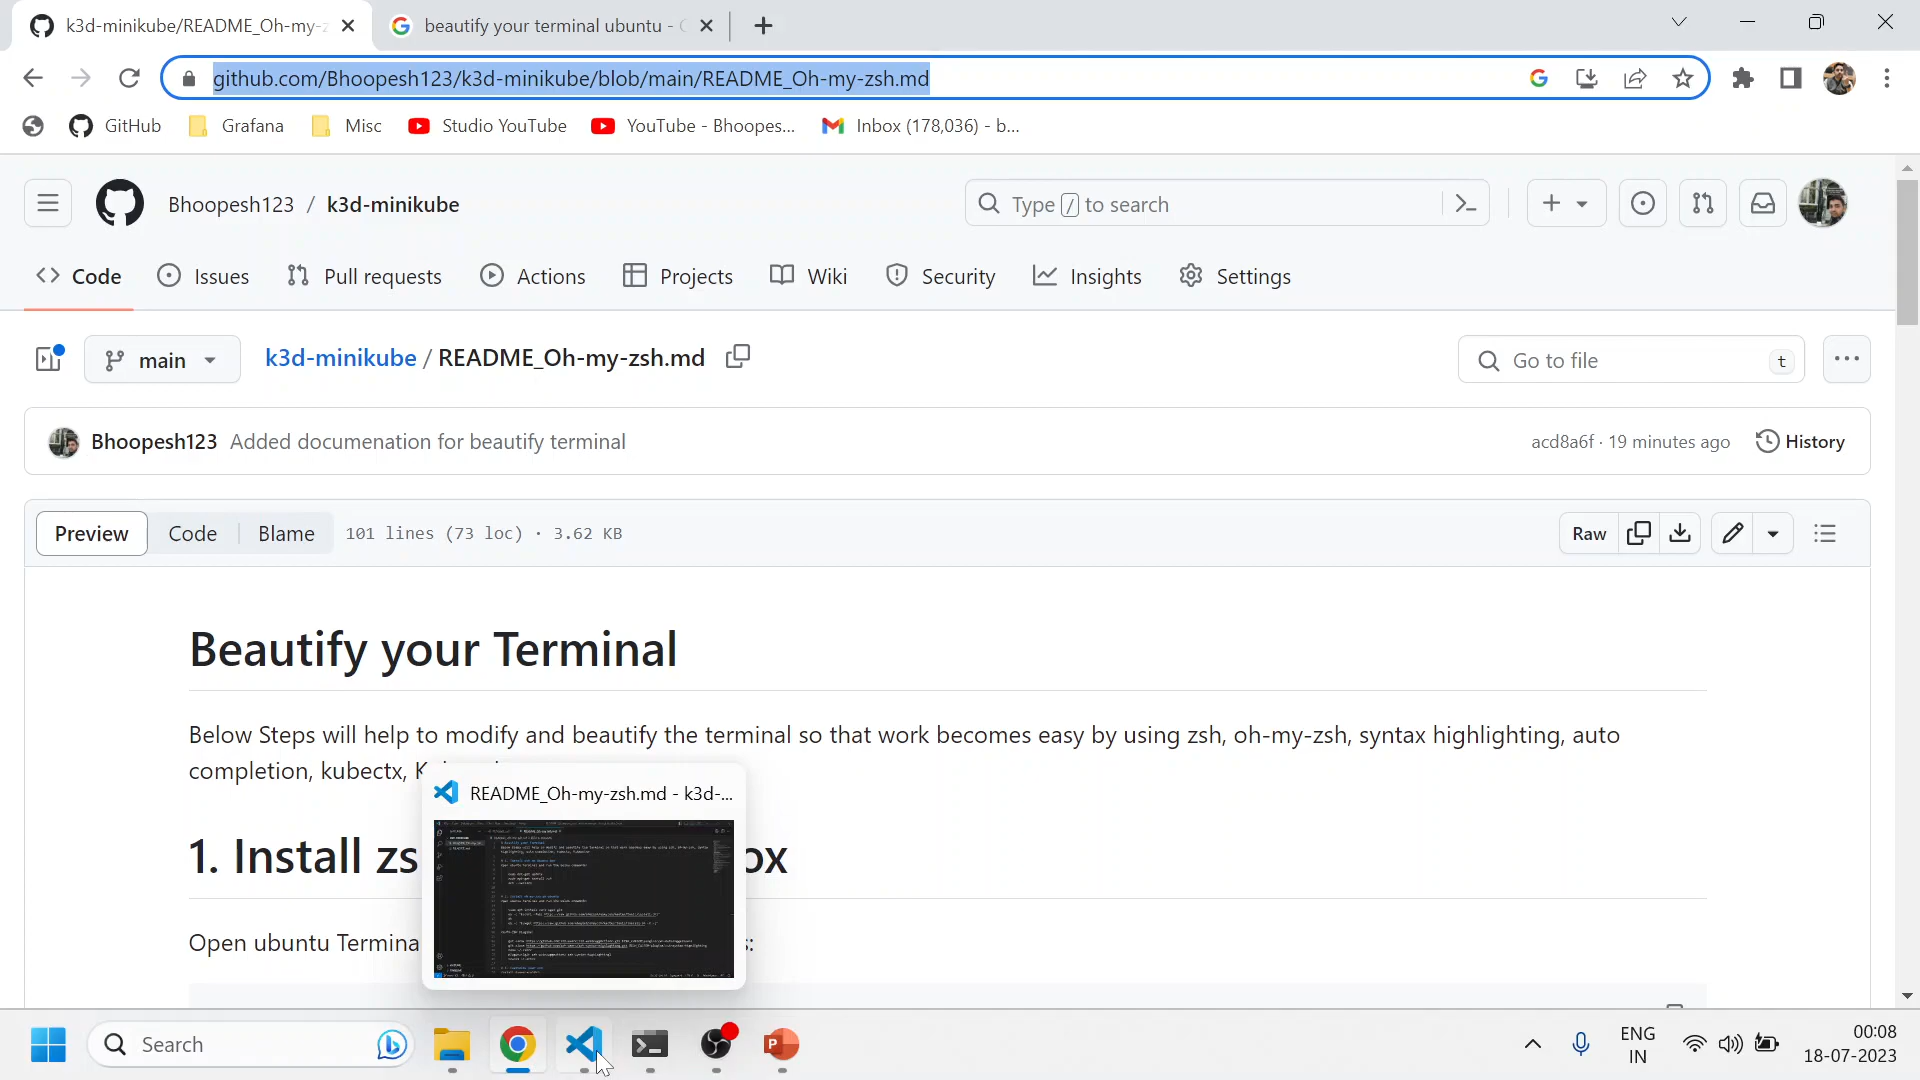 k3d-minikube/README_Oh-my-z
beautify your terminal ubuntu -
github.com/Bhoopesh123/k3d-minikube/blob/main/README_Oh-my-zsh.md
GitHub
Grafana
Misc
Studio YouTube
YouTube - Bhoopes...
Inbox (178,036) - b...
Bhoopesh123 / k3d-minikube
Type / to search
Code
Issues
Pull requests
Actions
Projects
Wiki
Security
Insights
Settings
main
k3d-minikube / README_Oh-my-zsh.md
Go to file
t
Bhoopesh123 Added documenation for beautify terminal
acd8a6f · 19 minutes ago
History
Preview
Code
Blame
101 lines (73 loc) · 3.62 KB
Raw
Beautify your Terminal
Below Steps will help to modify and beautify the terminal so that work becomes easy by using zsh, oh-my-zsh, syntax highlighting, auto
completion, kubectx,
README_Oh-my-zsh.md - k3d-...
1. Install zs
ox
Open ubuntu Termina
:
Search
P
ENG
IN
00:08
18-07-2023